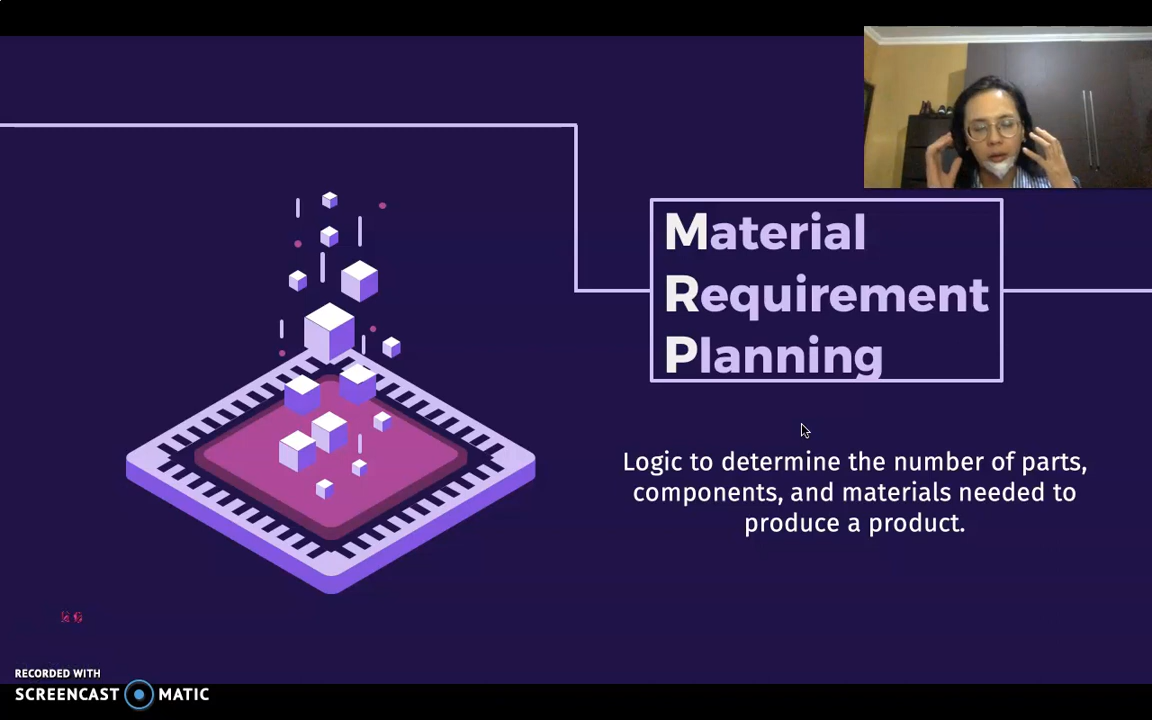 Material
Requirement
Planning
Logic to determine the number of parts,
components, and materials needed to
produce a product.
RECORDED WITH
SCREENCAST MATIC